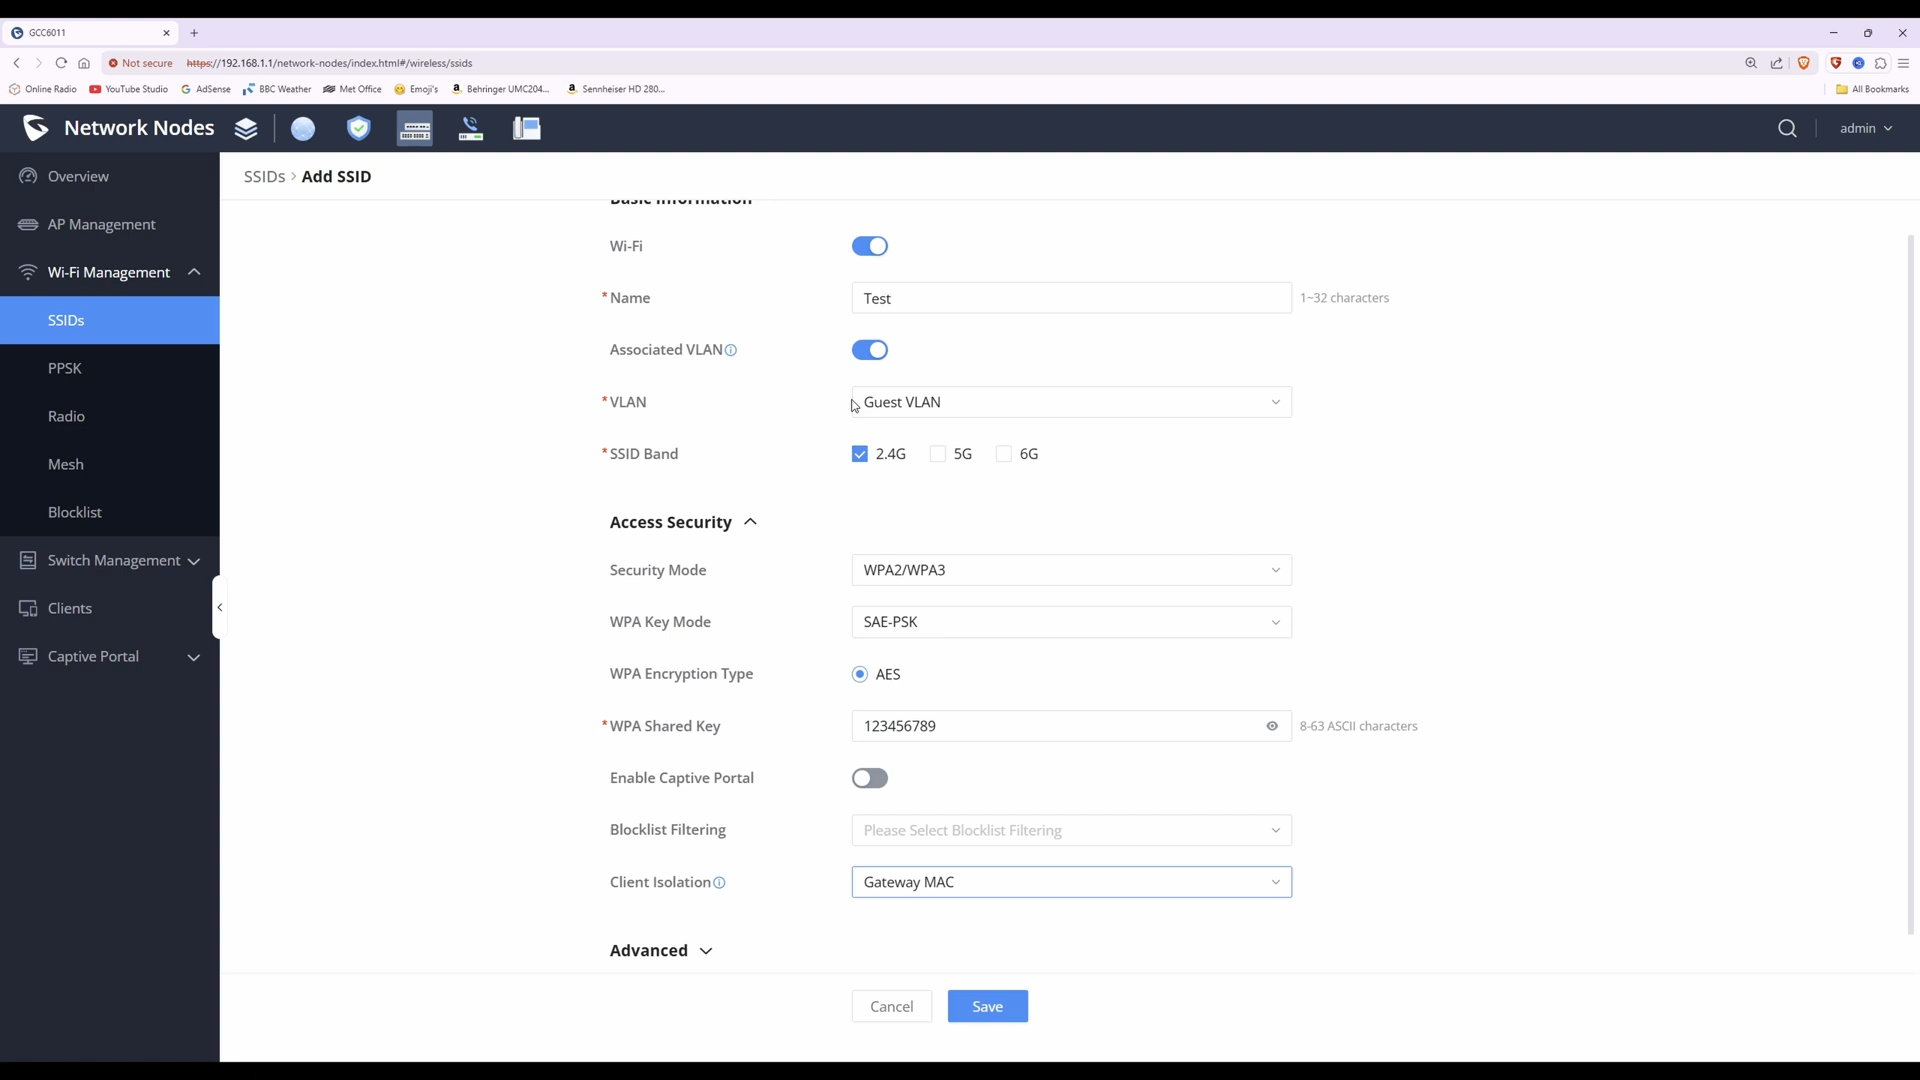 GCC6011
Not secure https://192.168.1.1/network-nodes/index.html#/wireless/ssids
Online Radio YouTube Studio AdSense BBC Weather Met Office Emoji's Behringer UMC204... Sennheiser HD 280... All Bookmarks
Network Nodes admin
Overview
AP Management
Wi-Fi Management
SSIDs
PPSK
Radio
Mesh
Blocklist
Switch Management
Clients
Captive Portal
SSIDs > Add SSID
Basic Information
Wi-Fi
* Name Test 1~32 characters
Associated VLAN
* VLAN Guest VLAN
* SSID Band 2.4G 5G 6G
Access Security
Security Mode WPA2/WPA3
WPA Key Mode SAE-PSK
WPA Encryption Type AES
* WPA Shared Key 123456789 8-63 ASCII characters
Enable Captive Portal
Blocklist Filtering Please Select Blocklist Filtering
Client Isolation Gateway MAC
Advanced
Cancel Save